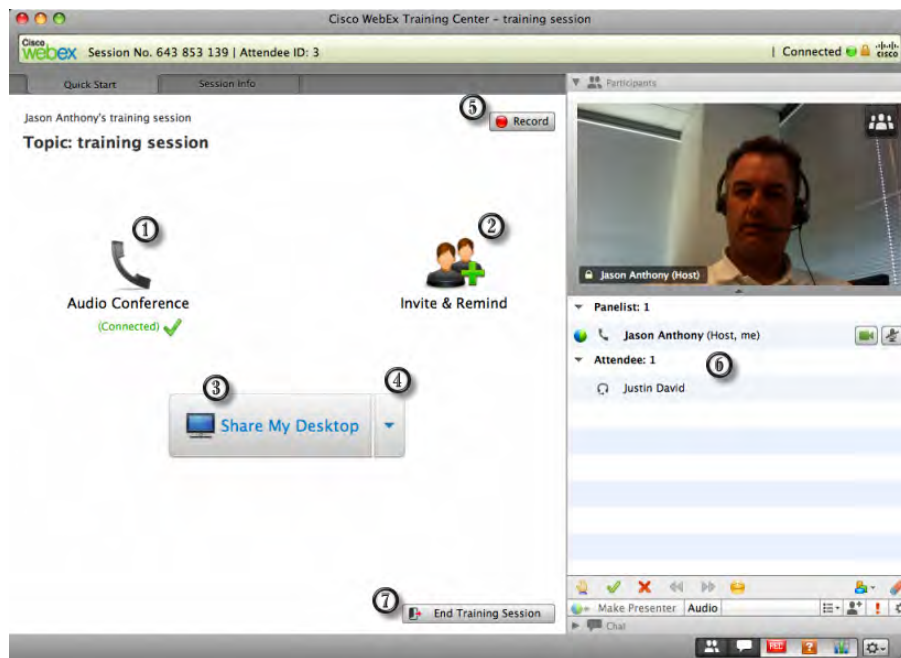 Cisco WebEx Training Center – training session
Cisco webex Session No. 643 853 139 | Attendee ID: 3
| Connected cisco
Quick Start Session Info
Participants
Jason Anthony's training session
5 Record
Topic: training session
1 2
Jason Anthony (Host)
Audio Conference Invite & Remind
(Connected)
Panelist: 1
Jason Anthony (Host, me)
Attendee: 1 6
Justin David
3 4
Share My Desktop
7 End Training Session
Make Presenter Audio
Chat
REC ?